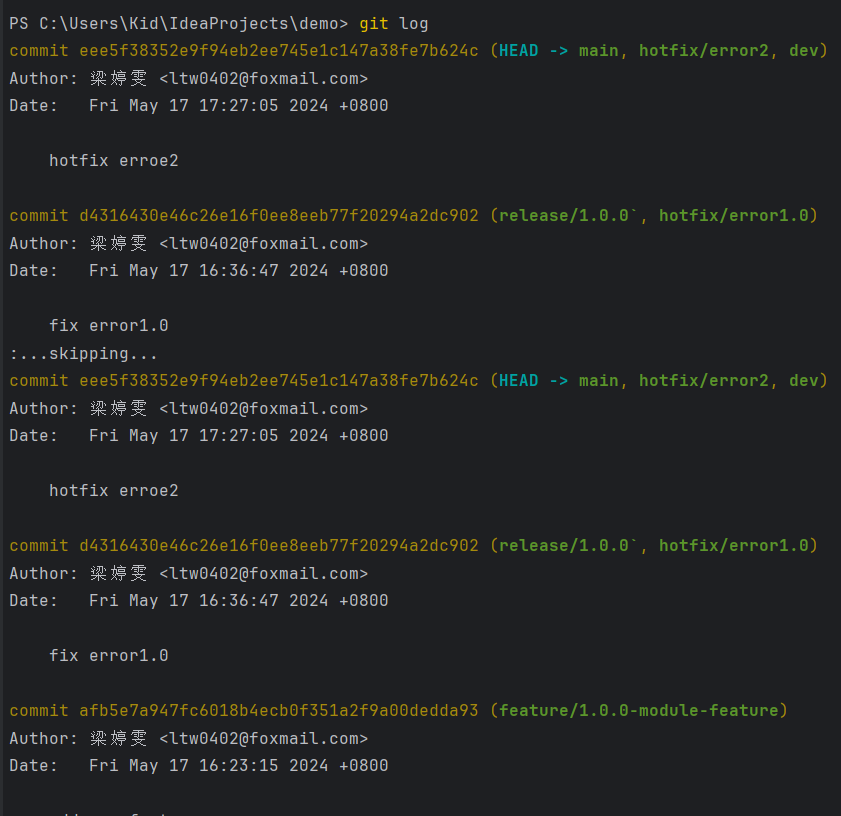 PS C:\Users\Kid\IdeaProjects\demo> git log
commit eee5f38352e9f94eb2ee745e1c147a38fe7b624c (HEAD -> main, hotfix/error2, dev)
Author: 梁婷雯 <ltw0402@foxmail.com>
Date:   Fri May 17 17:27:05 2024 +0800
    hotfix erroe2
commit d4316430e46c26e16f0ee8eeb77f20294a2dc902 (release/1.0.0`, hotfix/error1.0)
Author: 梁婷雯 <ltw0402@foxmail.com>
Date:   Fri May 17 16:36:47 2024 +0800
    fix error1.0
:...skipping...
commit eee5f38352e9f94eb2ee745e1c147a38fe7b624c (HEAD -> main, hotfix/error2, dev)
Author: 梁婷雯 <ltw0402@foxmail.com>
Date:   Fri May 17 17:27:05 2024 +0800
    hotfix erroe2
commit d4316430e46c26e16f0ee8eeb77f20294a2dc902 (release/1.0.0`, hotfix/error1.0)
Author: 梁婷雯 <ltw0402@foxmail.com>
Date:   Fri May 17 16:36:47 2024 +0800
    fix error1.0
commit afb5e7a947fc6018b4ecb0f351a2f9a00dedda93 (feature/1.0.0-module-feature)
Author: 梁婷雯 <ltw0402@foxmail.com>
Date:   Fri May 17 16:23:15 2024 +0800